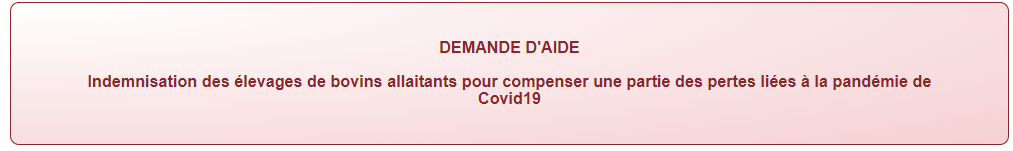 DEMANDE D'AIDE
Indemnisation des élevages de bovins allaitants pour compenser une partie des pertes liées à la pandémie de
Covid19